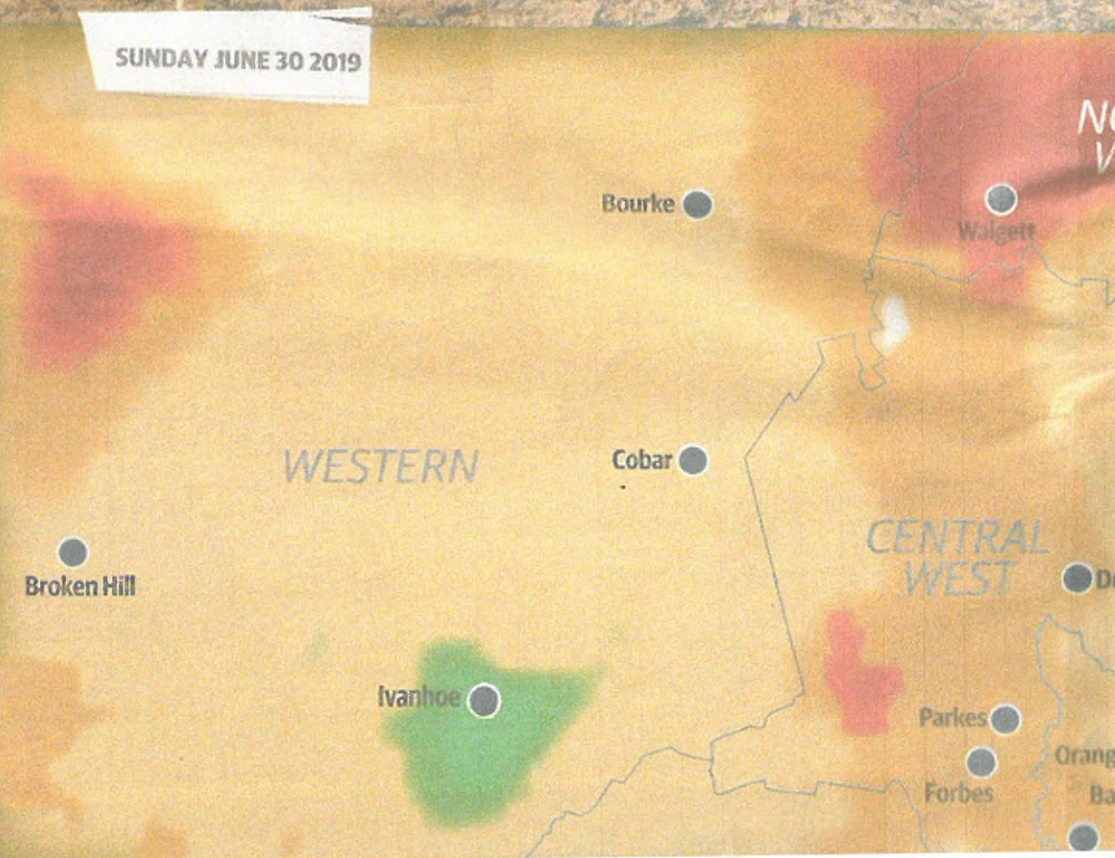 SUNDAY JUNE 30 2019
Bourke
Walgett
WESTERN
Cobar
CENTRAL
WEST
Broken Hill
Ivanhoe
Parkes
Forbes